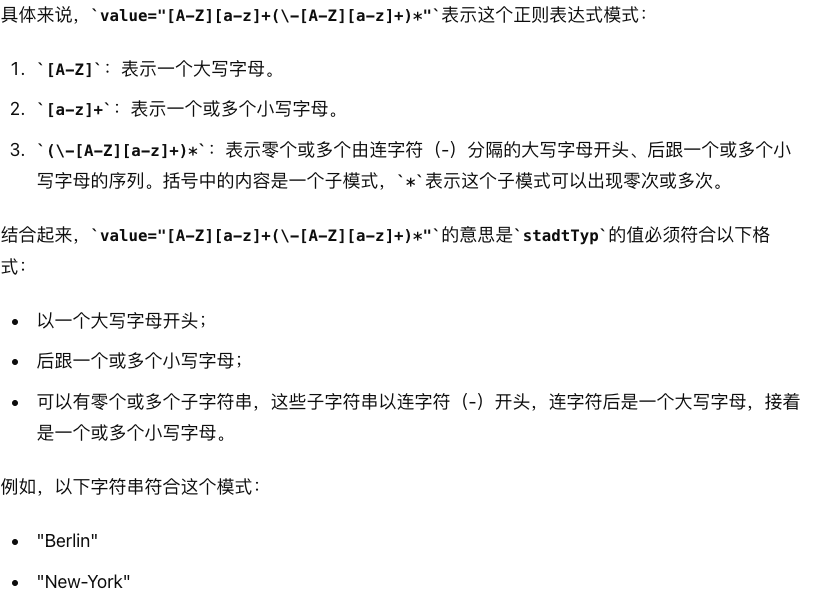 具体来说，`value="[A-Z][a-z]+(\-[A-Z][a-z]+)*"`表示这个正则表达式模式：
1. `[A-Z]`：表示一个大写字母。
2. `[a-z]+`：表示一个或多个小写字母。
3. `(\-[A-Z][a-z]+)*`：表示零个或多个由连字符（-）分隔的大写字母开头、后跟一个或多个小
写字母的序列。括号中的内容是一个子模式，`*`表示这个子模式可以出现零次或多次。
结合起来，`value="[A-Z][a-z]+(\-[A-Z][a-z]+)*"`的意思是`stadtTyp`的值必须符合以下格
式：
• 以一个大写字母开头；
• 后跟一个或多个小写字母；
• 可以有零个或多个子字符串，这些子字符串以连字符（-）开头，连字符后是一个大写字母，接着
是一个或多个小写字母。
例如，以下字符串符合这个模式：
• "Berlin"
• "New-York"